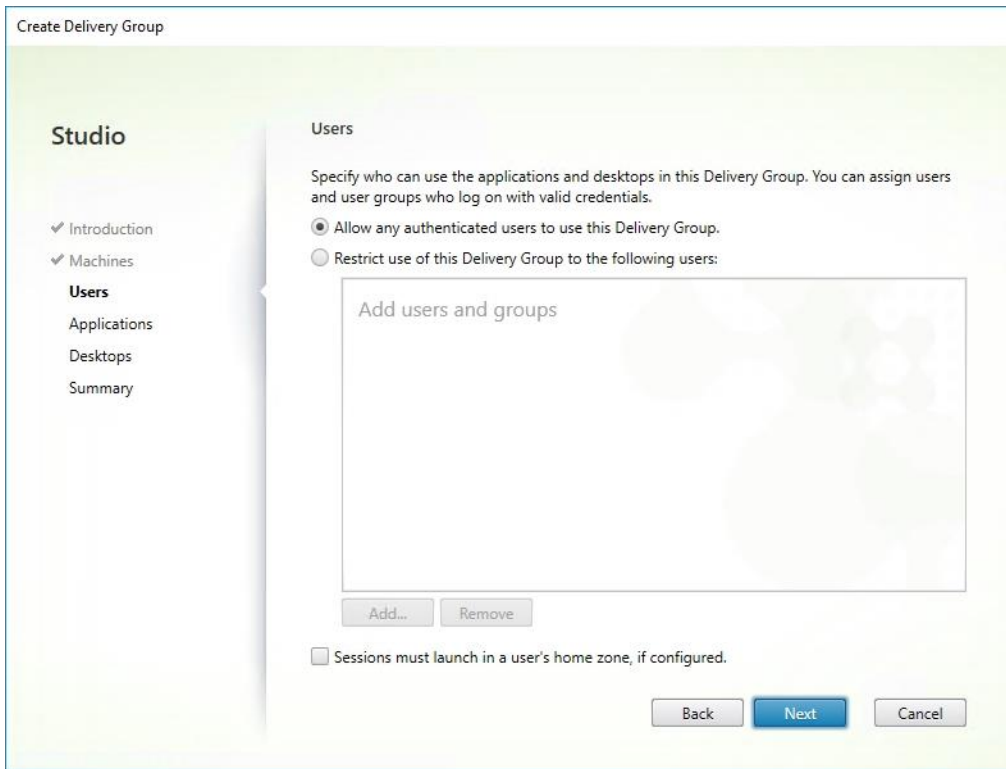 Create Delivery Group
Studio
✔ Introduction
✔ Machines
Users
Applications
Desktops
Summary
Users
Specify who can use the applications and desktops in this Delivery Group. You can assign users
and user groups who log on with valid credentials.
Allow any authenticated users to use this Delivery Group.
Restrict use of this Delivery Group to the following users:
Add users and groups
Add... Remove
Sessions must launch in a user's home zone, if configured.
Back Next Cancel